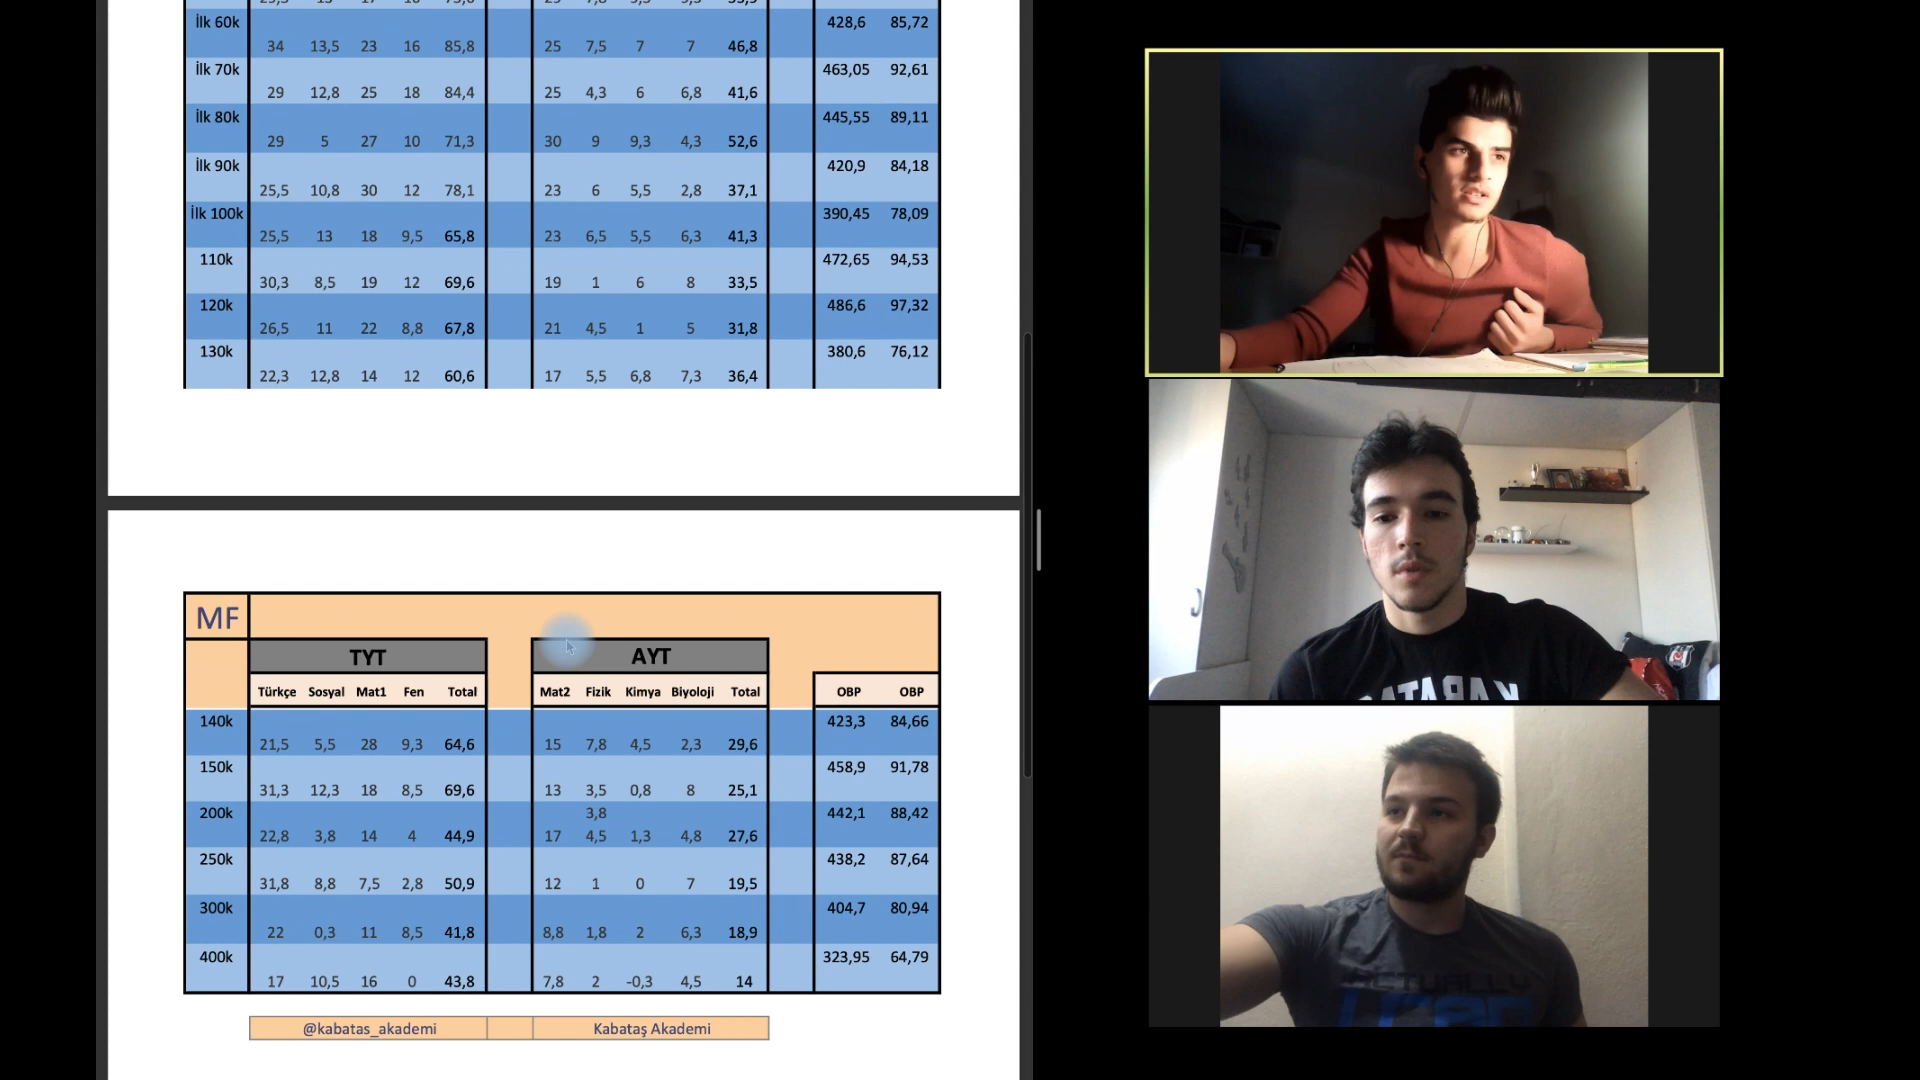 İlk 60k 428,6 85,72
34 13,5 23 16 85,8 25 7,5 7 7 46,8
İlk 70k 463,05 92,61
29 12,8 25 18 84,4 25 4,3 6 6,8 41,6
İlk 80k 445,55 89,11
29 5 27 10 71,3 30 9 9,3 4,3 52,6
İlk 90k 420,9 84,18
25,5 10,8 30 12 78,1 23 6 5,5 2,8 37,1
İlk 100k 390,45 78,09
25,5 13 18 9,5 65,8 23 6,5 5,5 6,3 41,3
110k 472,65 94,53
30,3 8,5 19 12 69,6 19 1 6 8 33,5
120k 486,6 97,32
26,5 11 22 8,8 67,8 21 4,5 1 5 31,8
130k 380,6 76,12
22,3 12,8 14 12 60,6 17 5,5 6,8 7,3 36,4
MF
TYT AYT
Türkçe Sosyal Mat1 Fen Total Mat2 Fizik Kimya Biyoloji Total OBP OBP
140k 423,3 84,66
21,5 5,5 28 9,3 64,6 15 7,8 4,5 2,3 29,6
150k 458,9 91,78
31,3 12,3 18 8,5 69,6 13 3,5 0,8 8 25,1
200k 3,8 442,1 88,42
22,8 3,8 14 4 44,9 17 4,5 1,3 4,8 27,6
250k 438,2 87,64
31,8 8,8 7,5 2,8 50,9 12 1 0 7 19,5
300k 404,7 80,94
22 0,3 11 8,5 41,8 8,8 1,8 2 6,3 18,9
400k 323,95 64,79
17 10,5 16 0 43,8 7,8 2 -0,3 4,5 14
@kabatas_akademi Kabataş Akademi
ACTUALLY